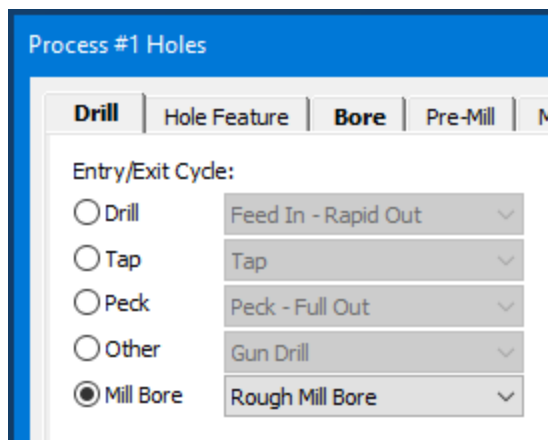 Process #1 Holes
Drill Hole Feature Bore Pre-Mill
Entry/Exit Cycle:
Drill Feed In - Rapid Out
Tap Tap
Peck Peck - Full Out
Other Gun Drill
Mill Bore Rough Mill Bore